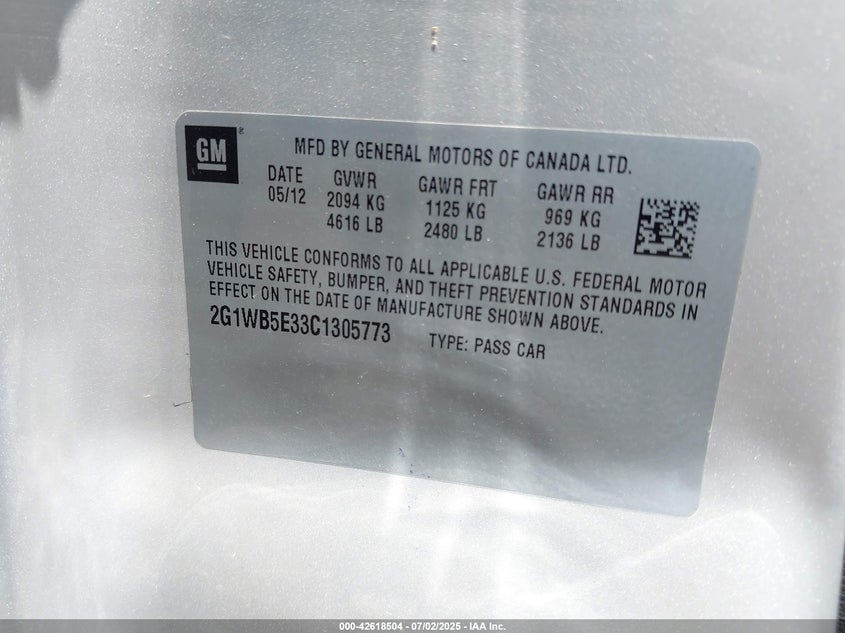 GM
MFD BY GENERAL MOTORS OF CANADA LTD.
DATE GVWR GAWR FRT GAWR RR
05/12 2094 KG 1125 KG 969 KG
4616 LB 2480 LB 2136 LB
THIS VEHICLE CONFORMS TO ALL APPLICABLE U.S. FEDERAL MOTOR
VEHICLE SAFETY, BUMPER, AND THEFT PREVENTION STANDARDS IN
EFFECT ON THE DATE OF MANUFACTURE SHOWN ABOVE.
2G1WB5E33C1305773 TYPE: PASS CAR
000-42618504 - 07/02/2025 - IAA Inc.